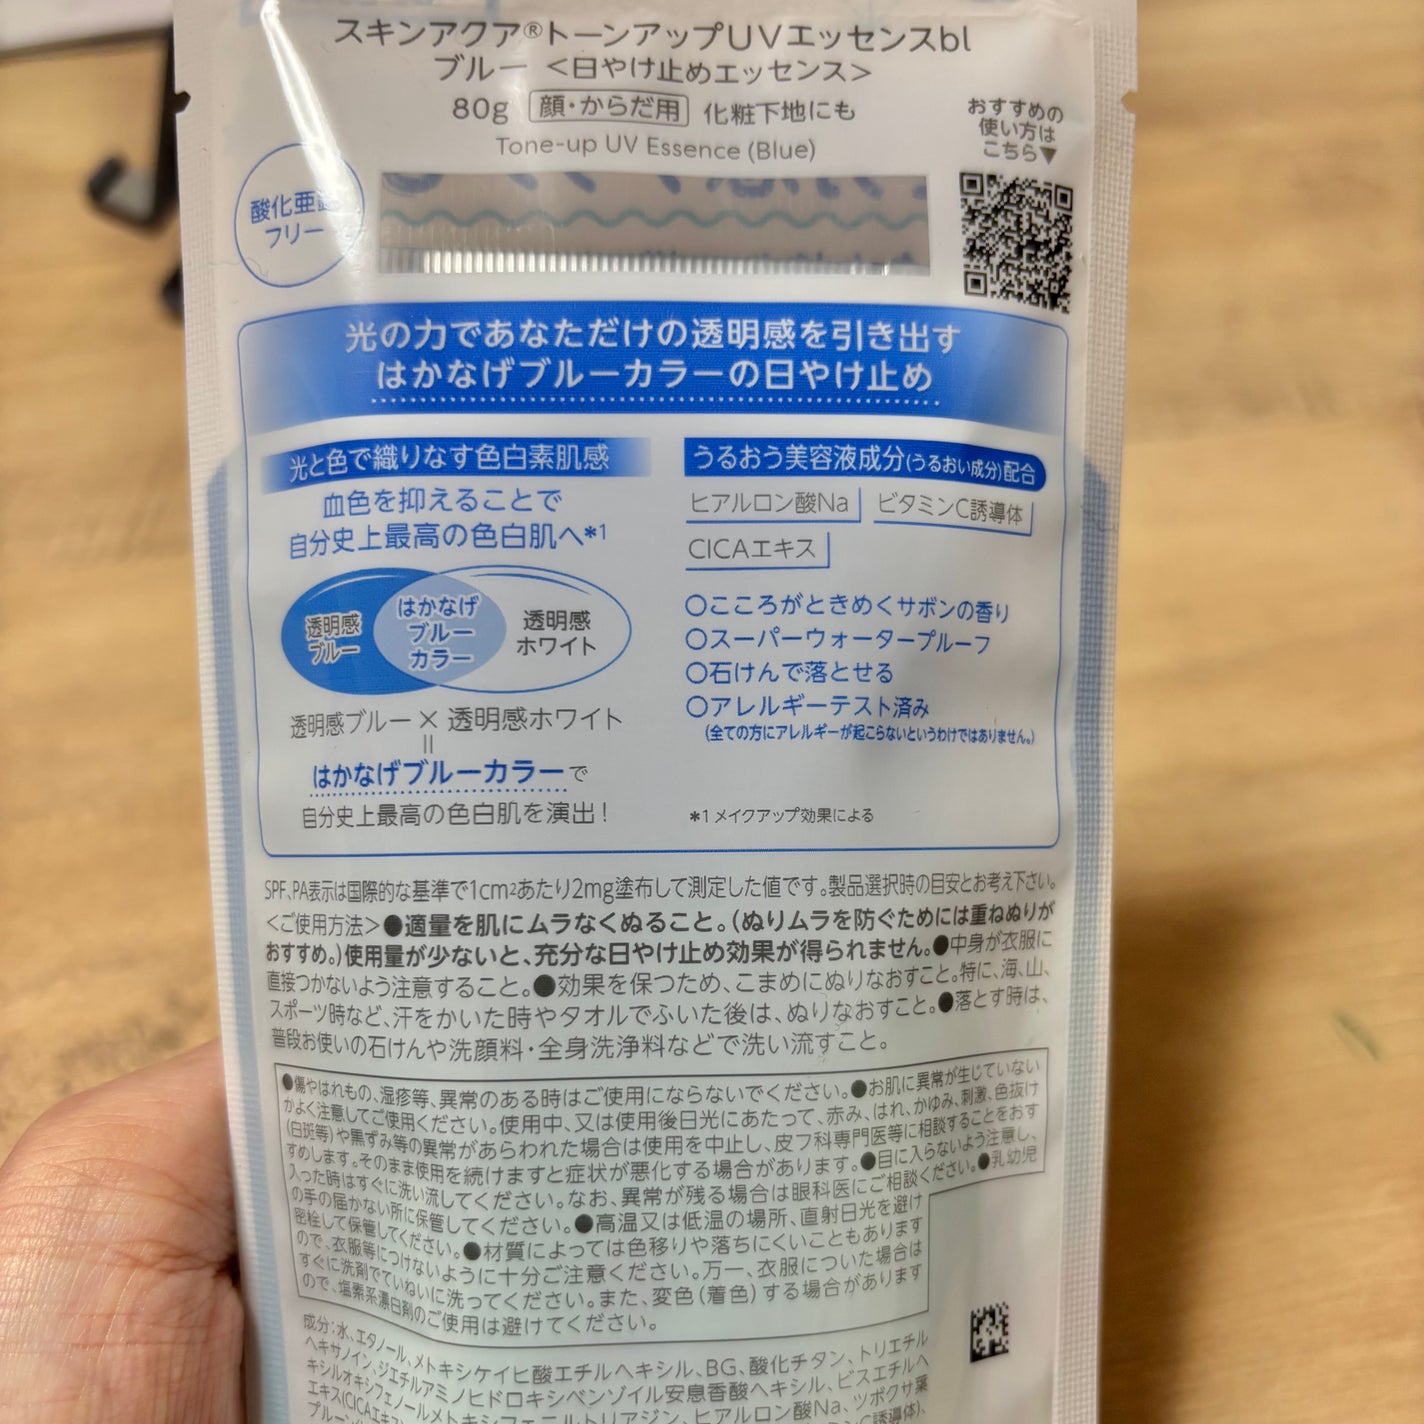 スキンアクア®トーンアップUVエッセンスbl
ブルー ＜日やけ止めエッセンス＞
80g 顔・からだ用 化粧下地にも
Tone-up UV Essence (Blue)
おすすめの
使い方は
こちら▼
酸化亜鉛
フリー
光の力であなただけの透明感を引き出す
はかなげブルーカラーの日やけ止め
光と色で織りなす色白素肌感
血色を抑えることで
自分史上最高の色白肌へ*1
透明感
ブルー
はかなげ
ブルー
カラー
透明感
ホワイト
透明感ブルー×透明感ホワイト
=
はかなげブルーカラーで
自分史上最高の色白肌を演出!
うるおう美容液成分(うるおい成分)配合
ヒアルロン酸Na ビタミンC誘導体
CICAエキス
○こころがときめくサボンの香り
○スーパーウォータープルーフ
○石けんで落とせる
○アレルギーテスト済み
(全ての方にアレルギーが起こらないというわけではありません。)
*1 メイクアップ効果による
SPF、PA表示は国際的な基準で1cm²あたり2mg塗布して測定した値です。製品選択時の目安とお考え下さい。
＜ご使用方法＞●適量を肌にムラなくぬること。(ぬりムラを防ぐためには重ねぬりが
おすすめ。)使用量が少ないと、充分な日やけ止め効果が得られません。●中身が衣服に
直接つかないよう注意すること。●効果を保つため、こまめにぬりなおすこと。特に、海、山、
スポーツ時など、汗をかいた時やタオルでふいた後は、ぬりなおすこと。●落とす時は、
普段お使いの石けんや洗顔料・全身洗浄料などで洗い流すこと。
●傷やはれもの、湿疹等、異常のある時はご使用にならないでください。●お肌に異常が生じていない
かよく注意してご使用ください。使用中、又は使用後日光にあたって、赤み、はれ、かゆみ、刺激、色抜け
(白斑等)や黒ずみ等の異常があらわれた場合は使用を中止し、皮フ科専門医等に相談することをおす
すめします。そのまま使用を続けますと症状が悪化する場合があります。●目に入らないよう注意し、
入った時はすぐに洗い流してください。なお、異常が残る場合は眼科医にご相談ください。●乳幼児
の手の届かない所に保管してください。●高温又は低温の場所、直射日光を避け
密栓して保管してください。●材質によっては色移りや落ちにくいこともあります
ので、衣服等につけないように十分ご注意ください。万一、衣服についた場合は
すぐに洗剤でていねいに洗ってください。また、変色(着色)する場合があります
ので、塩素系漂白剤のご使用は避けてください。
成分:水、エタノール、メトキシケイヒ酸エチルヘキシル、BG、酸化チタン、トリエチル
ヘキサノイン、ジエチルアミノヒドロキシベンゾイル安息香酸ヘキシル、ビスエチルヘ
キシルオキシフェノールメトキシフェニルトリアジン、ヒアルロン酸Na、ツボクサ葉
エキス(CICAエキス C誘導体)、